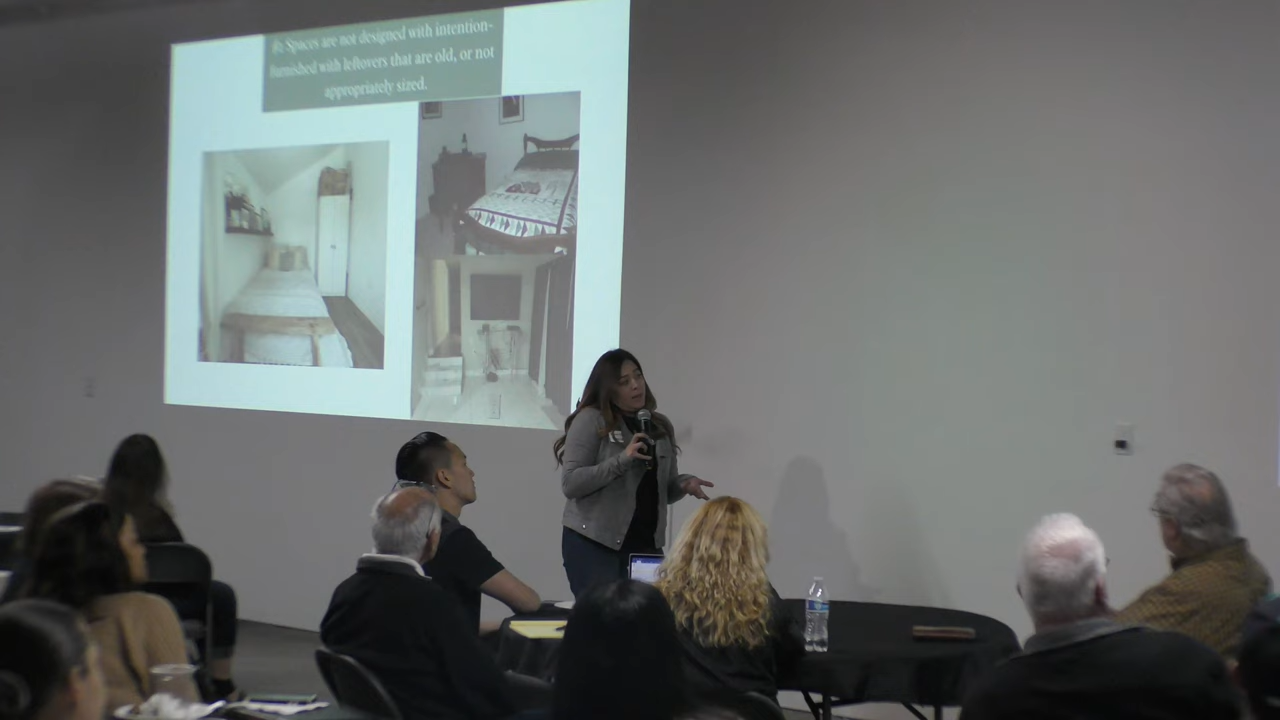 Spaces are not designed with intention-
furnished with leftovers that are old, or not
appropriately sized.